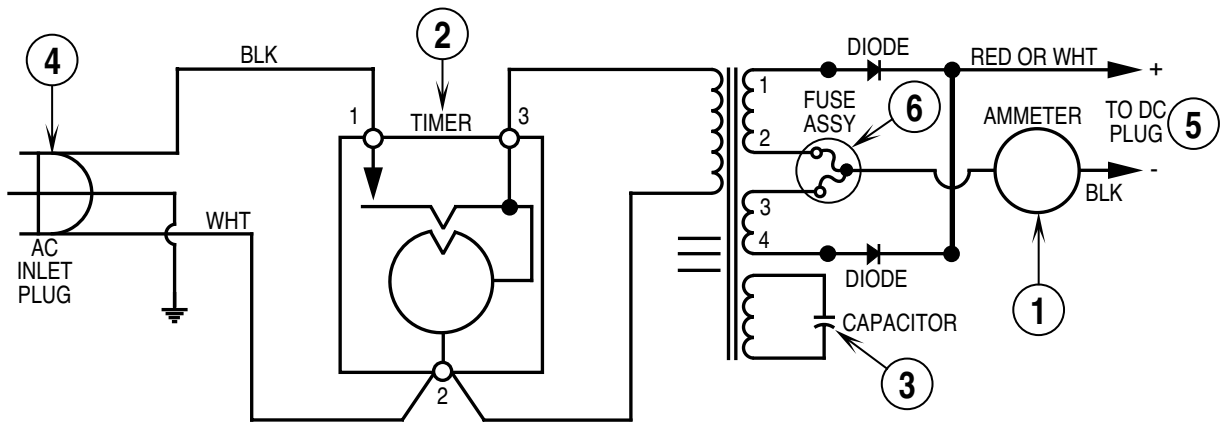 4
BLK
2
1
TIMER
3
WHT
AC
INLET
PLUG
2
1
2
3
4
DIODE
FUSE
ASSY
6
RED OR WHT
+
AMMETER
TO DC
PLUG
5
-
BLK
DIODE
1
CAPACITOR
3